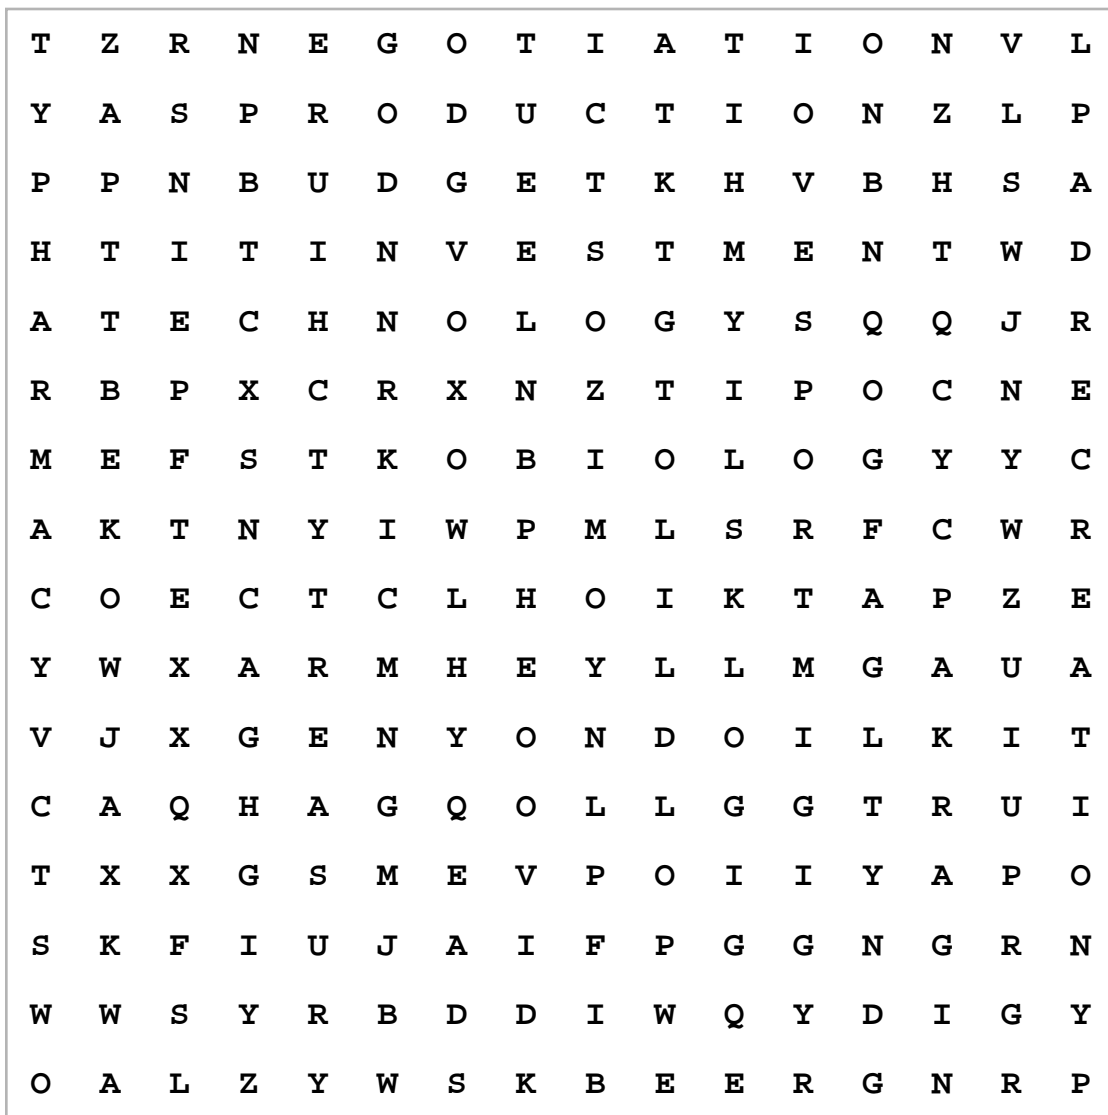 T Z R N E G O T I A T I O N V L
Y A S P R O D U C T I O N Z L P
P P N B U D G E T K H V B H S A
H T I T I N V E S T M E N T W D
A T E C H N O L O G Y S Q Q J R
R B P X C R X N Z T I P O C N E
M E F S T K O B I O L O G Y Y C
A K T N Y I W P M L S R F C W R
C O E C T C L H O I K T A P Z E
Y W X A R M H E Y L L M G A U A
V J X G E N Y O N D O I L K I T
C A Q H A G Q O L L G G T R U I
T X X G S M E V P O I I Y A P O
S K F I U J A I F P G G N G R N
W W S Y R B D D I W Q Y D I G Y
O A L Z Y W S K B E E R G N R P